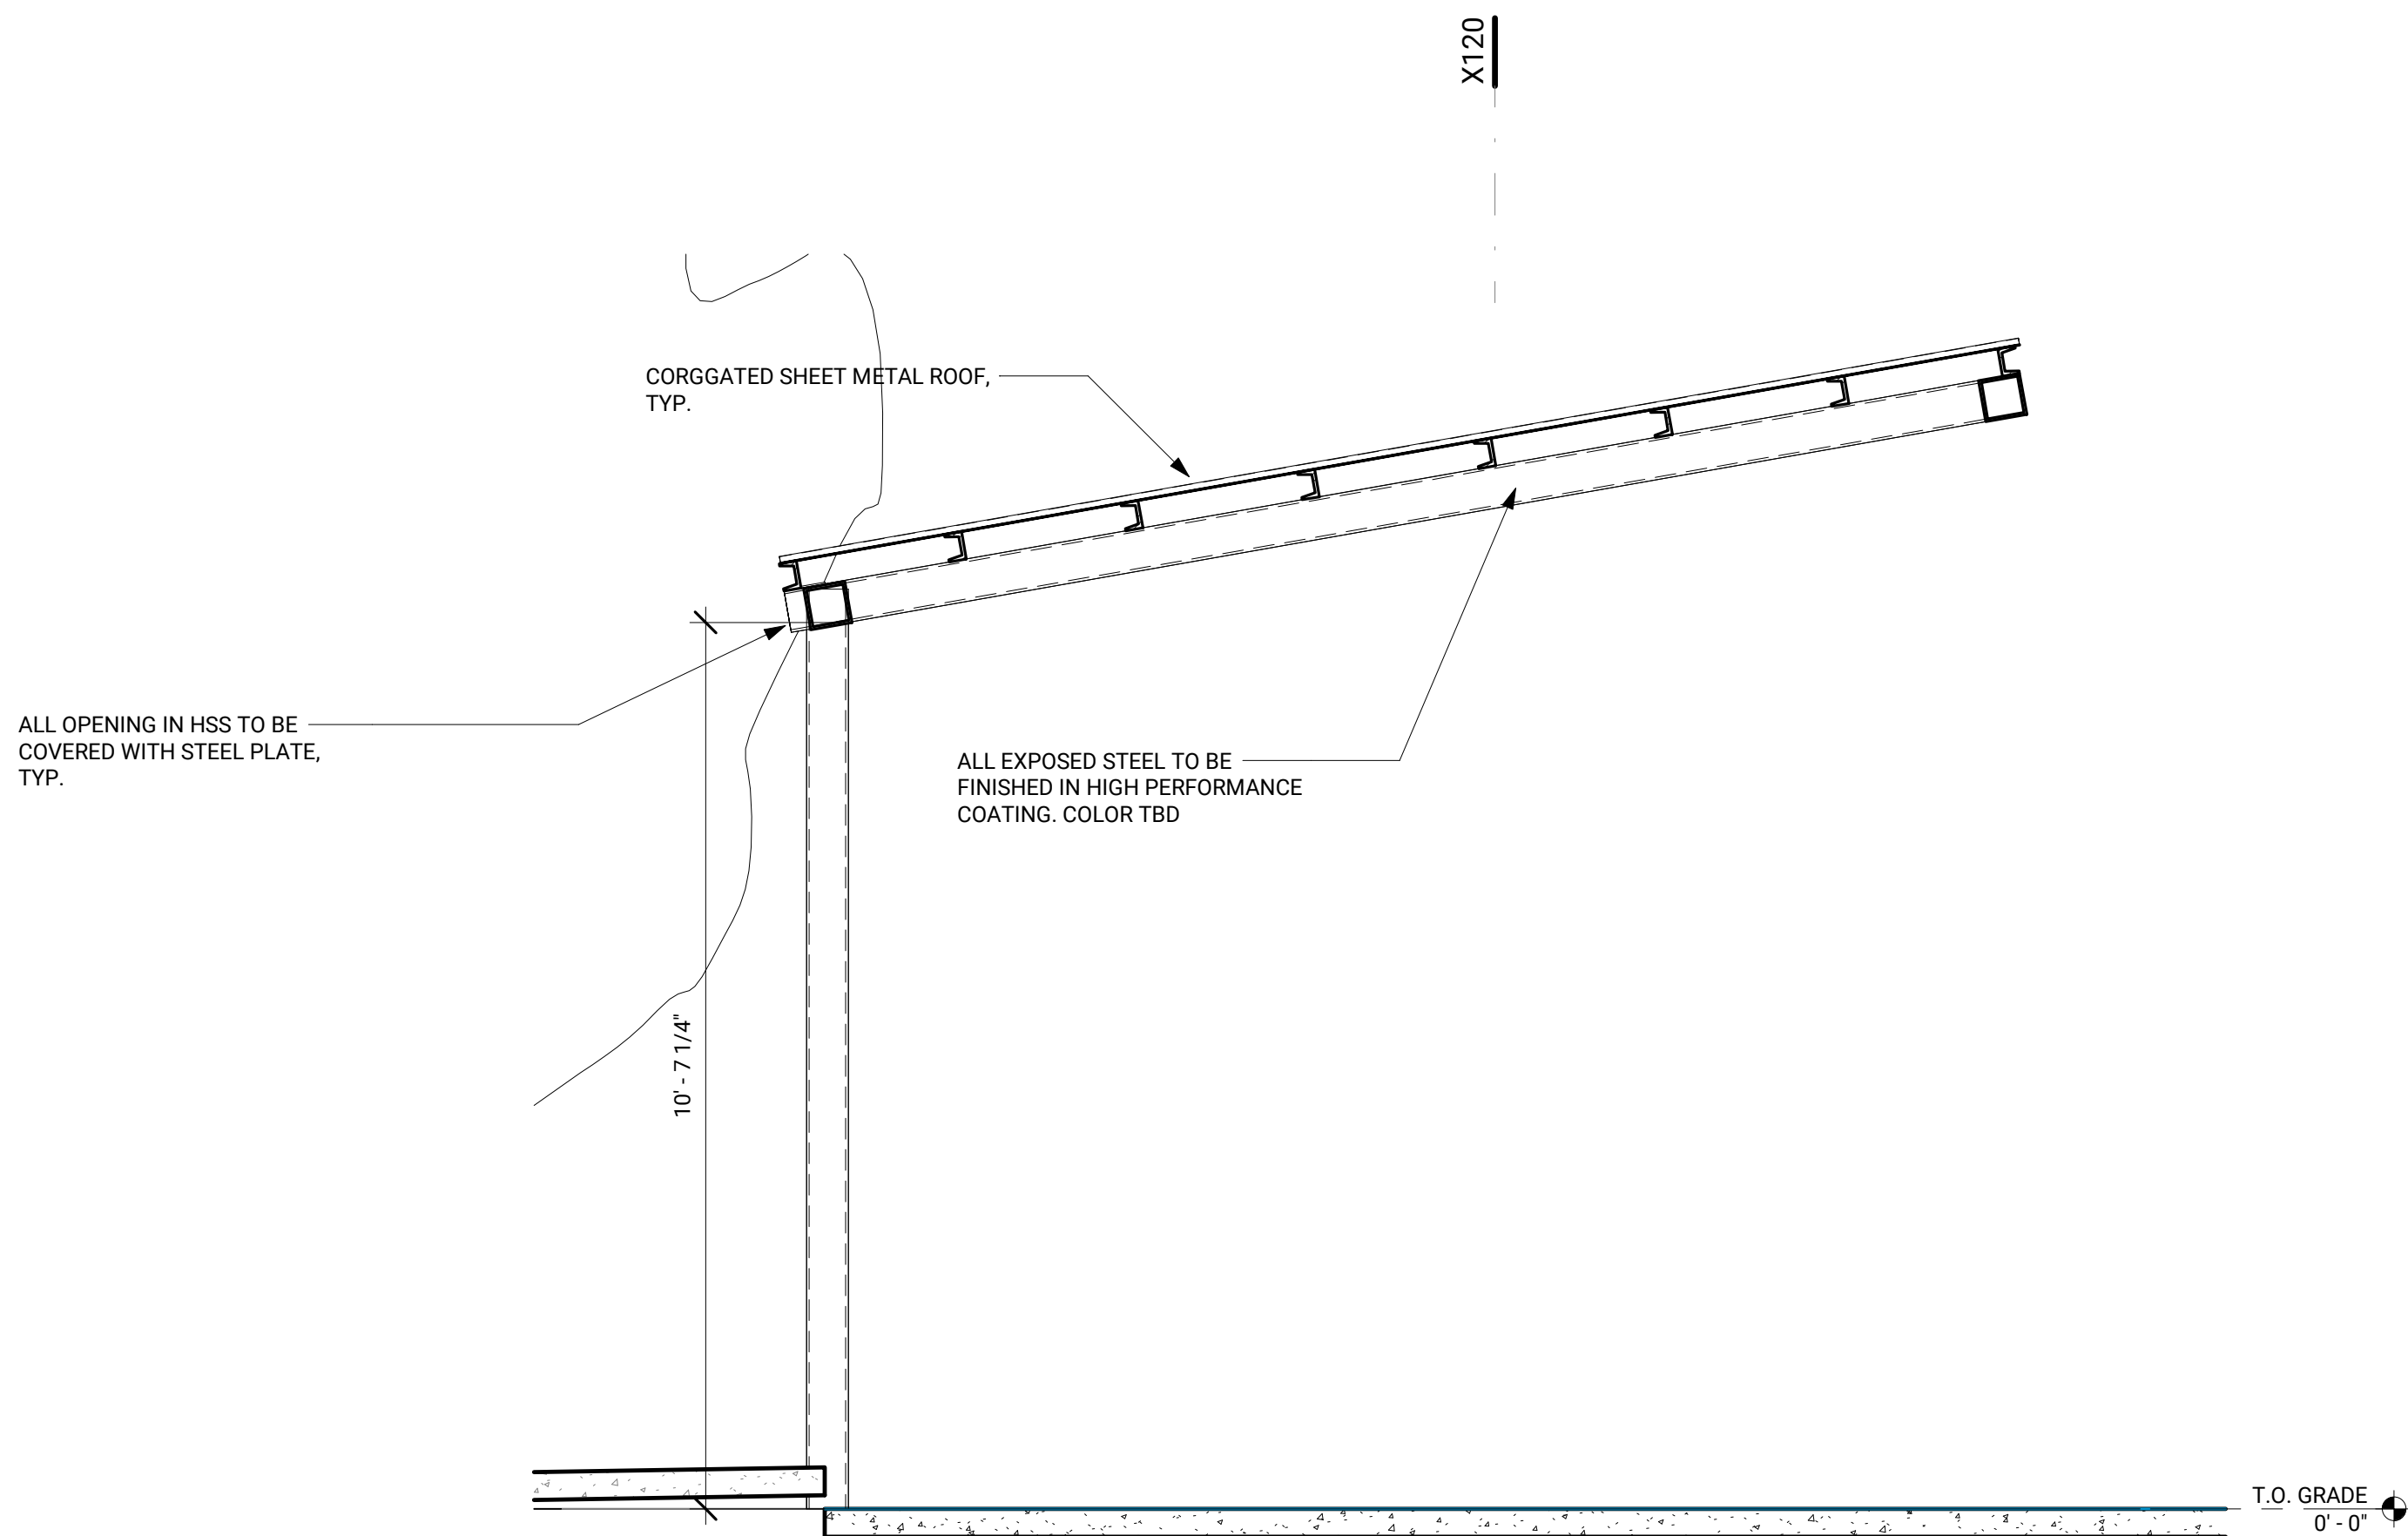 X120
CORGGATED SHEET METAL ROOF,
TYP.
ALL OPENING IN HSS TO BE
COVERED WITH STEEL PLATE,
TYP.
ALL EXPOSED STEEL TO BE
FINISHED IN HIGH PERFORMANCE
COATING. COLOR TBD
10' - 7 1/4"
T.O. GRADE
0' - 0"